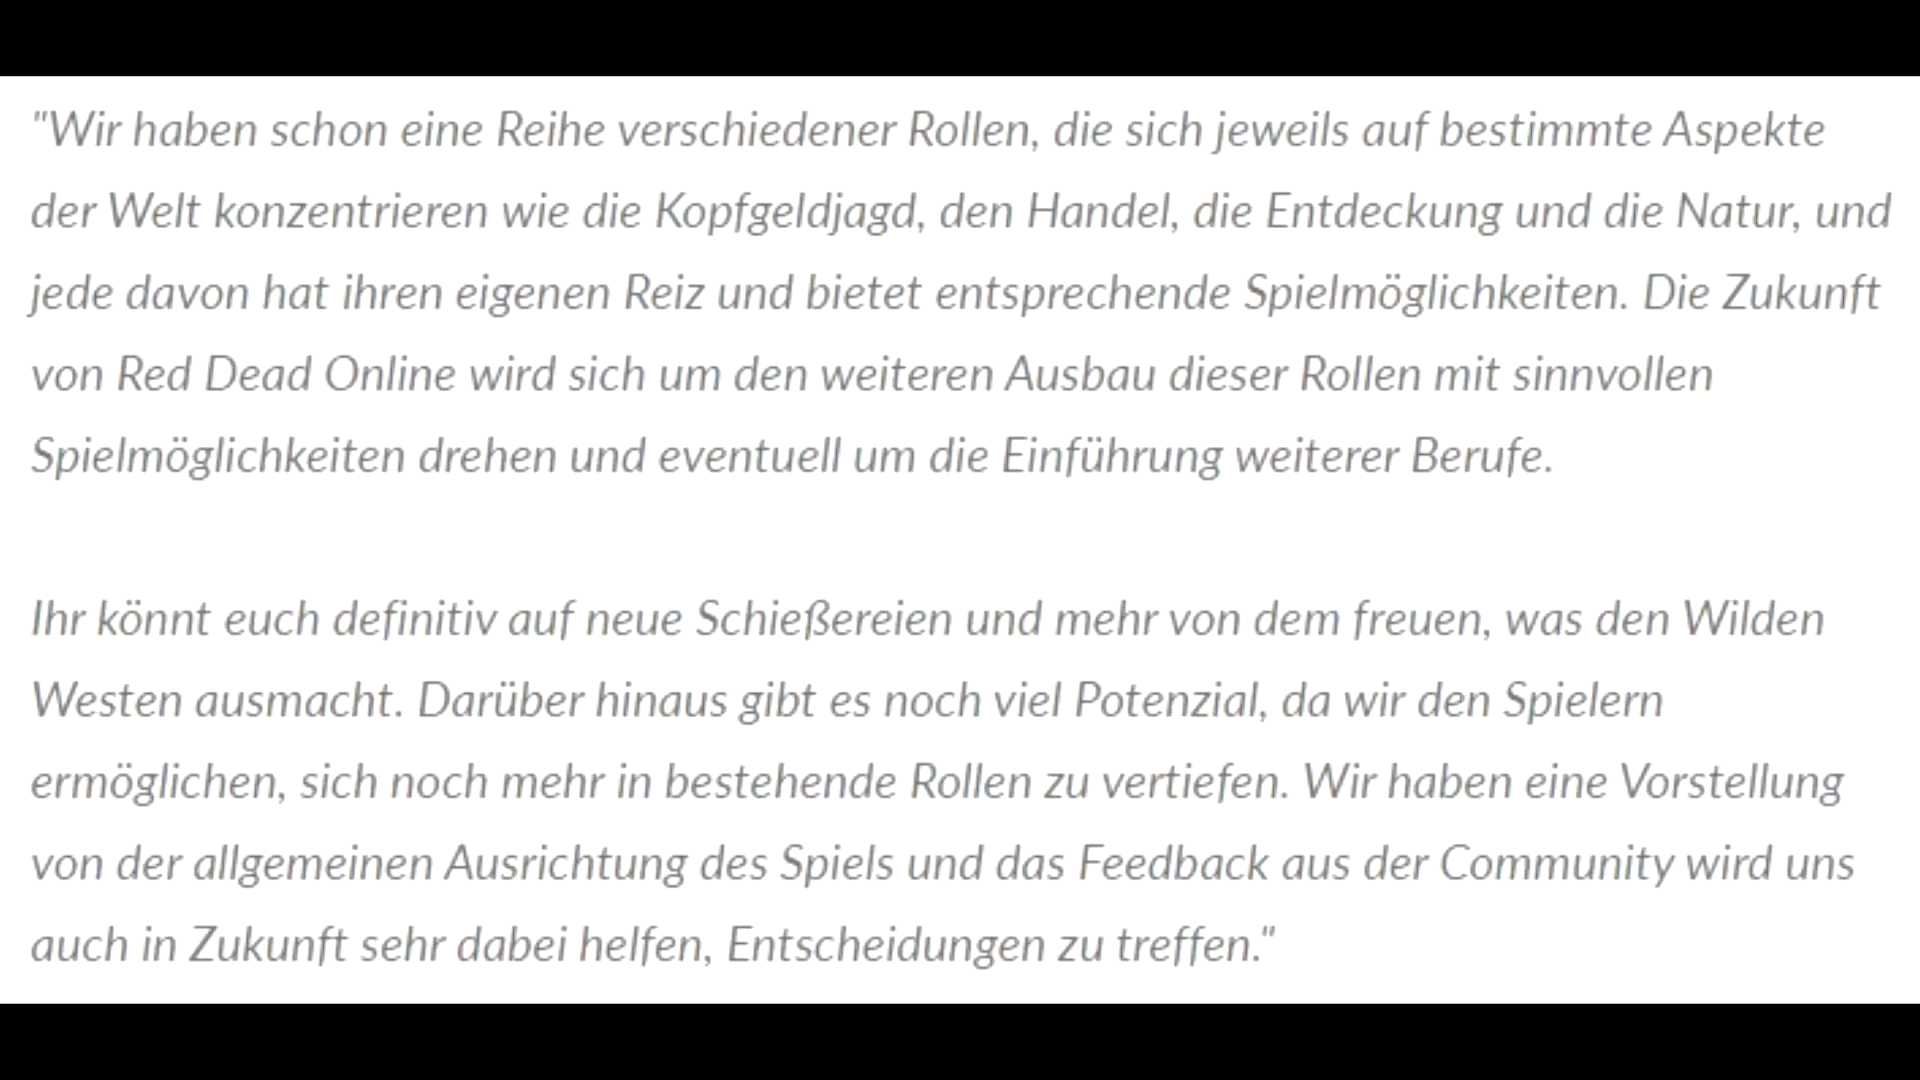 "Wir haben schon eine Reihe verschiedener Rollen, die sich jeweils auf bestimmte Aspekte
der Welt konzentrieren wie die Kopfgeldjagd, den Handel, die Entdeckung und die Natur, und
jede davon hat ihren eigenen Reiz und bietet entsprechende Spielmöglichkeiten. Die Zukunft
von Red Dead Online wird sich um den weiteren Ausbau dieser Rollen mit sinnvollen
Spielmöglichkeiten drehen und eventuell um die Einführung weiterer Berufe.
Ihr könnt euch definitiv auf neue Schießereien und mehr von dem freuen, was den Wilden
Westen ausmacht. Darüber hinaus gibt es noch viel Potenzial, da wir den Spielern
ermöglichen, sich noch mehr in bestehende Rollen zu vertiefen. Wir haben eine Vorstellung
von der allgemeinen Ausrichtung des Spiels und das Feedback aus der Community wird uns
auch in Zukunft sehr dabei helfen, Entscheidungen zu treffen."